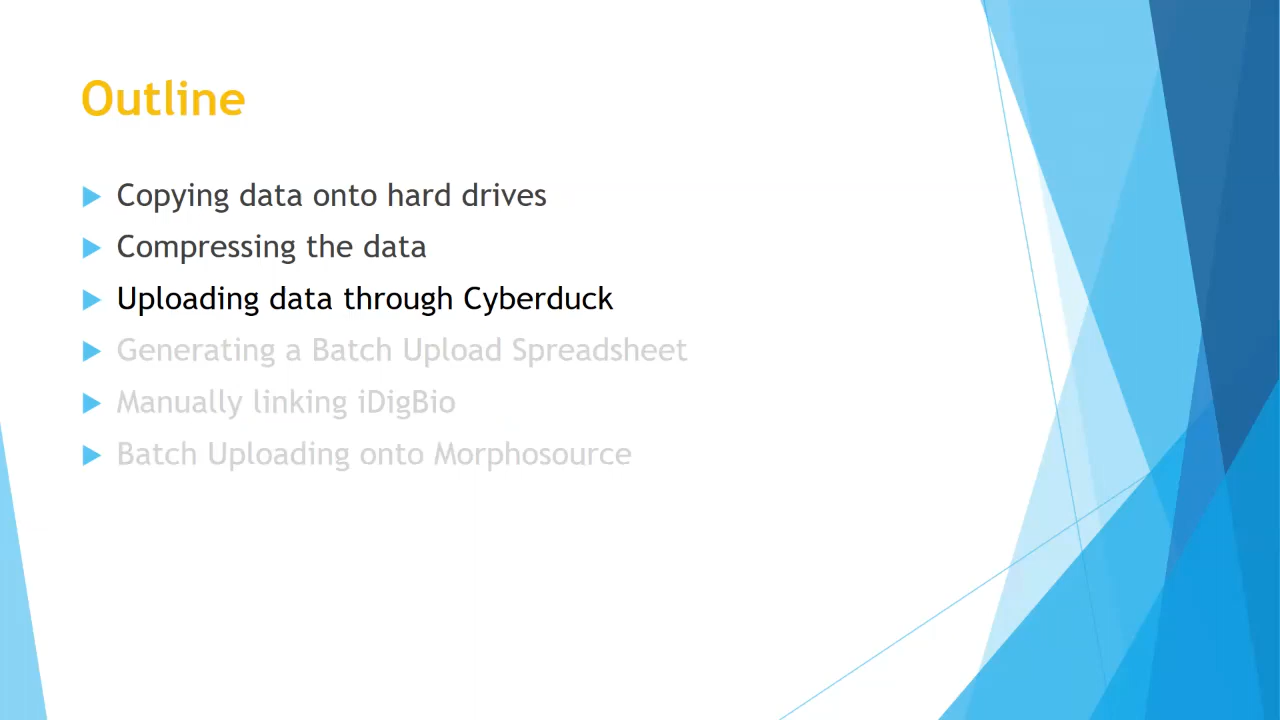 Outline
Copying data onto hard drives
Compressing the data
Uploading data through Cyberduck
Generating a Batch Upload Spreadsheet
Manually linking iDigBio
Batch Uploading onto Morphosource